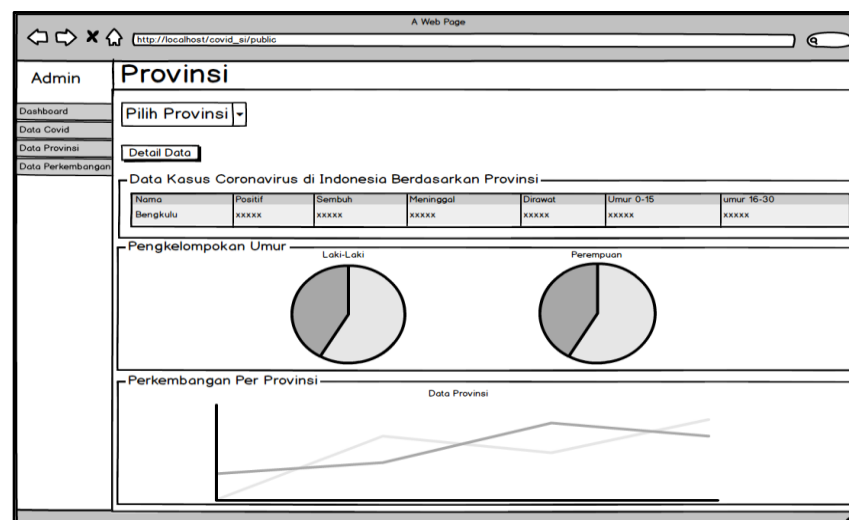 A Web Page
http://localhost/covid_si/public
Admin
Provinsi
Dashboard
Data Covid
Data Provinsi
Data Perkembangan
Pilih Provinsi
Detail Data
Data Kasus Coronavirus di Indonesia Berdasarkan Provinsi
Nama Positif Sembuh Meninggal Dirawat Umur 0-15 umur 16-30
Bengkulu xxxxx xxxxx xxxxx xxxxx xxxxx xxxxx
Pengkelompokan Umur
Laki-Laki Perempuan
Perkembangan Per Provinsi
Data Provinsi